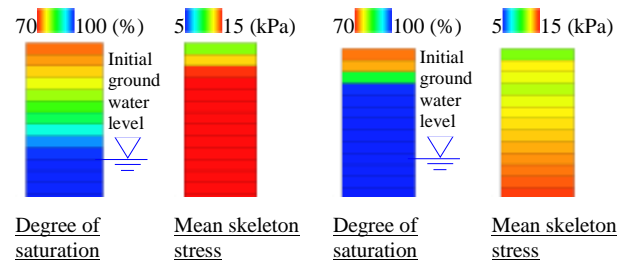 70 100 (%) 5 15 (kPa) 70 100 (%) 5 15 (kPa)
Initial
ground
water
level
Initial
ground
water
level
Degree of
saturation
Mean skeleton
stress
Degree of
saturation
Mean skeleton
stress